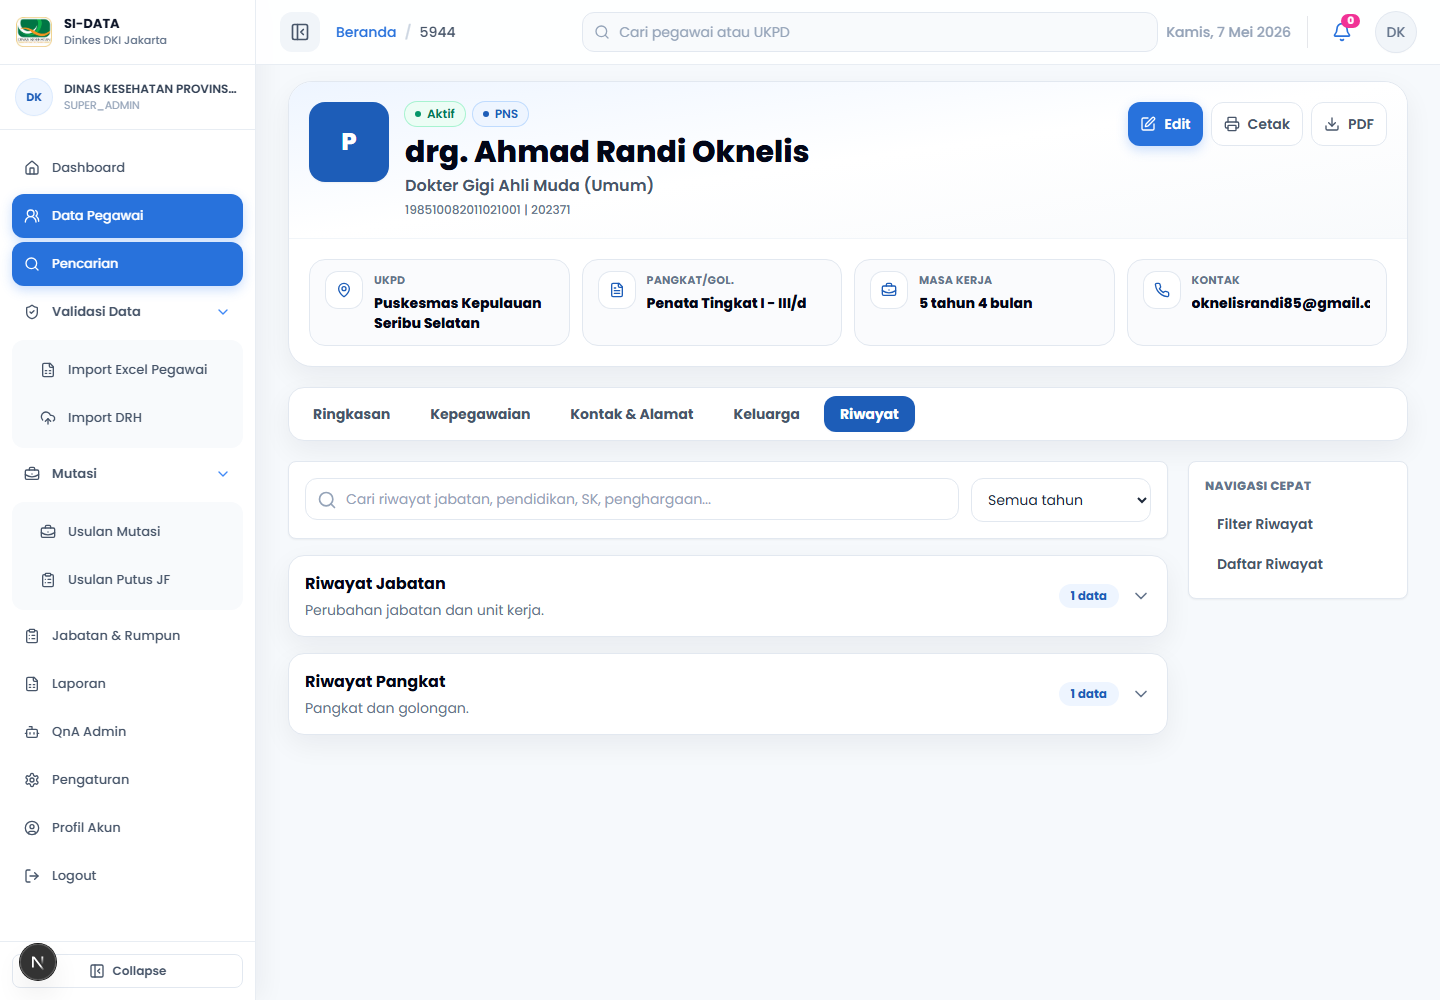 SI-DATA
Dinkes DKI Jakarta
DK
DINAS KESEHATAN PROVINS...
SUPER_ADMIN
Dashboard
Data Pegawai
Pencarian
Validasi Data
Import Excel Pegawai
Import DRH
Mutasi
Usulan Mutasi
Usulan Putus JF
Jabatan & Rumpun
Laporan
QnA Admin
Pengaturan
Profil Akun
Logout
N
Collapse
Beranda / 5944
Cari pegawai atau UKPD
Kamis, 7 Mei 2026
0
DK
P
Aktif
PNS
drg. Ahmad Randi Oknelis
Dokter Gigi Ahli Muda (Umum)
198510082011021001 | 202371
Edit
Cetak
PDF
UKPD
Puskesmas Kepulauan
Seribu Selatan
PANGKAT/GOL.
Penata Tingkat I - III/d
MASA KERJA
5 tahun 4 bulan
KONTAK
oknelisrandi85@gmail.c
Ringkasan
Kepegawaian
Kontak & Alamat
Keluarga
Riwayat
Cari riwayat jabatan, pendidikan, SK, penghargaan...
Semua tahun
Riwayat Jabatan
Perubahan jabatan dan unit kerja.
1 data
Riwayat Pangkat
Pangkat dan golongan.
1 data
NAVIGASI CEPAT
Filter Riwayat
Daftar Riwayat